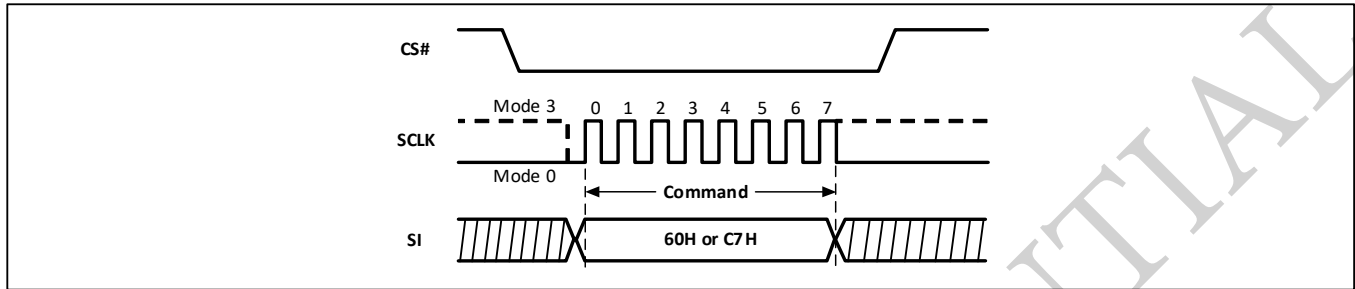 CS#
Mode 3
0 1 2 3 4 5 6 7
SCLK
Mode 0
Command
SI
60H or C7H